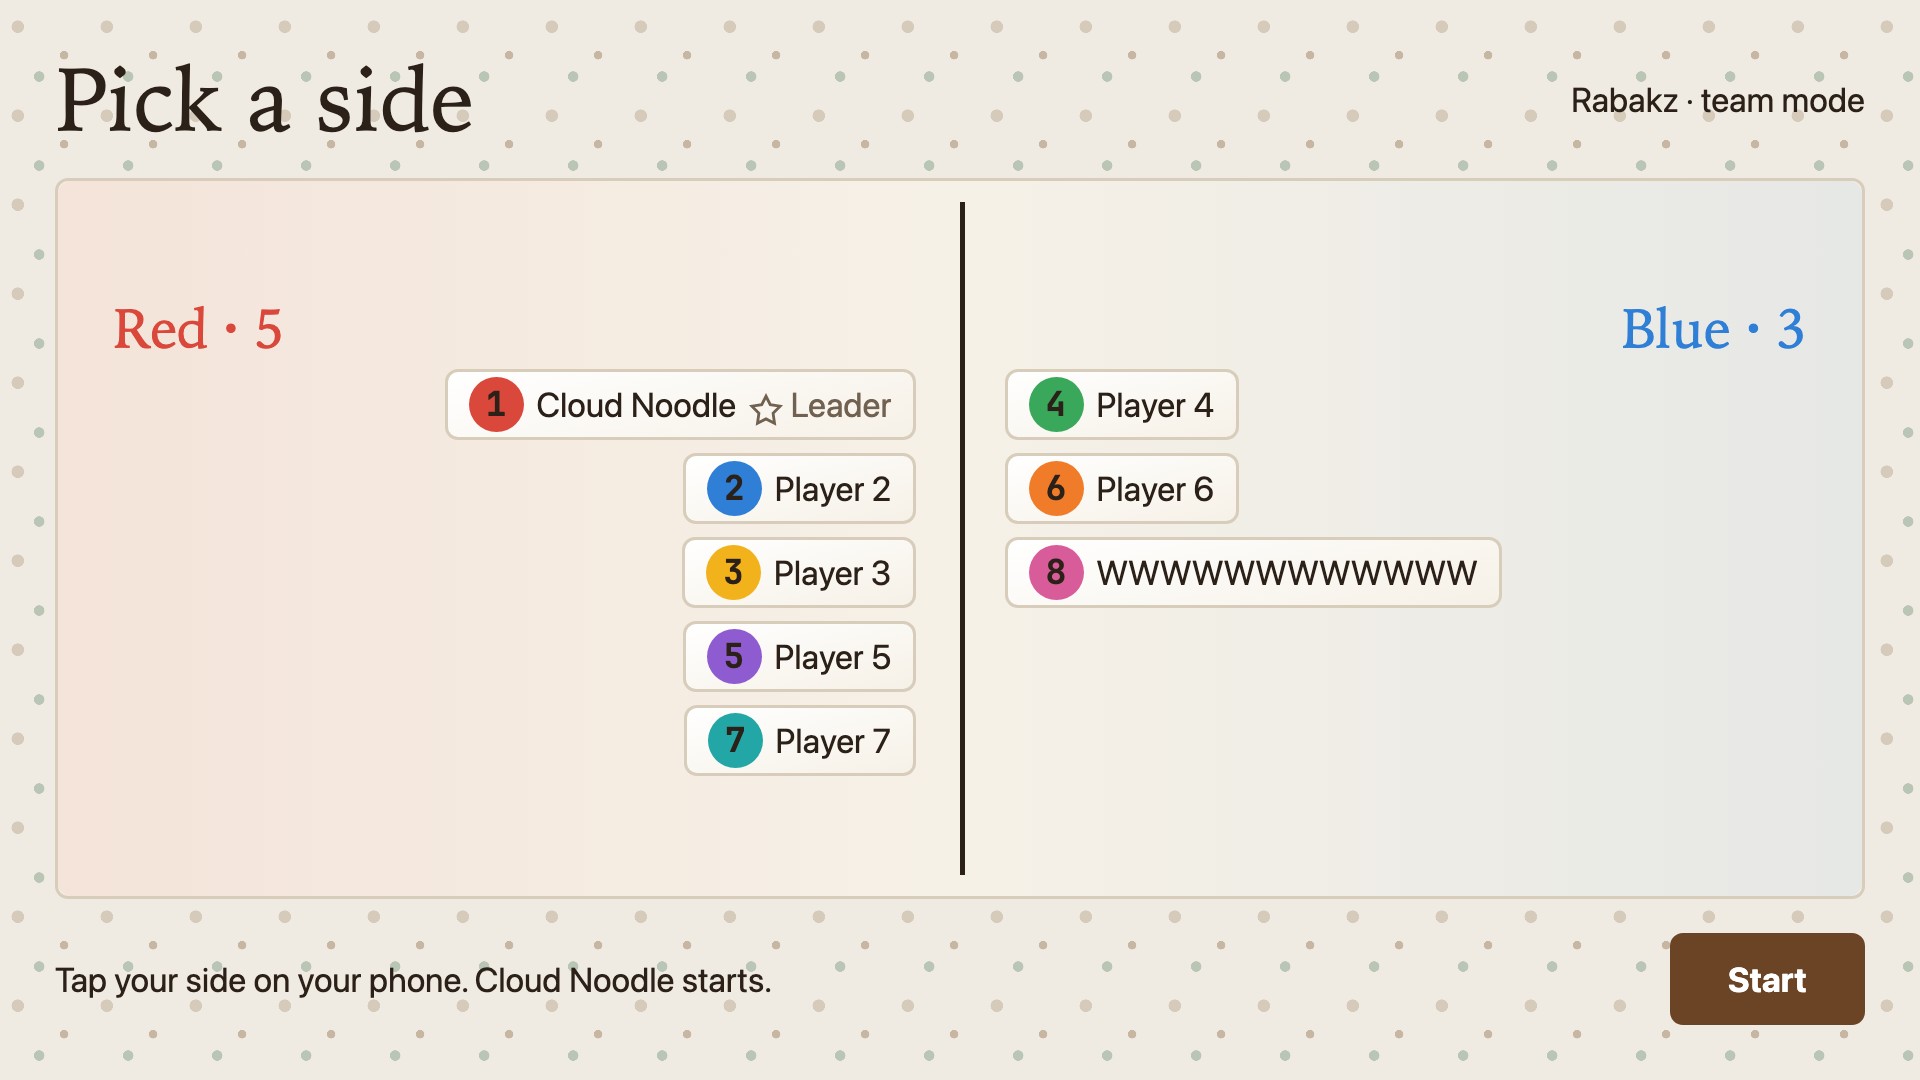 Pick a side
Rabakz · team mode
Red · 5
1 Cloud Noodle ☆ Leader
2 Player 2
3 Player 3
5 Player 5
7 Player 7
Blue · 3
4 Player 4
6 Player 6
8 WWWWWWWWWWWW
Tap your side on your phone. Cloud Noodle starts.
Start